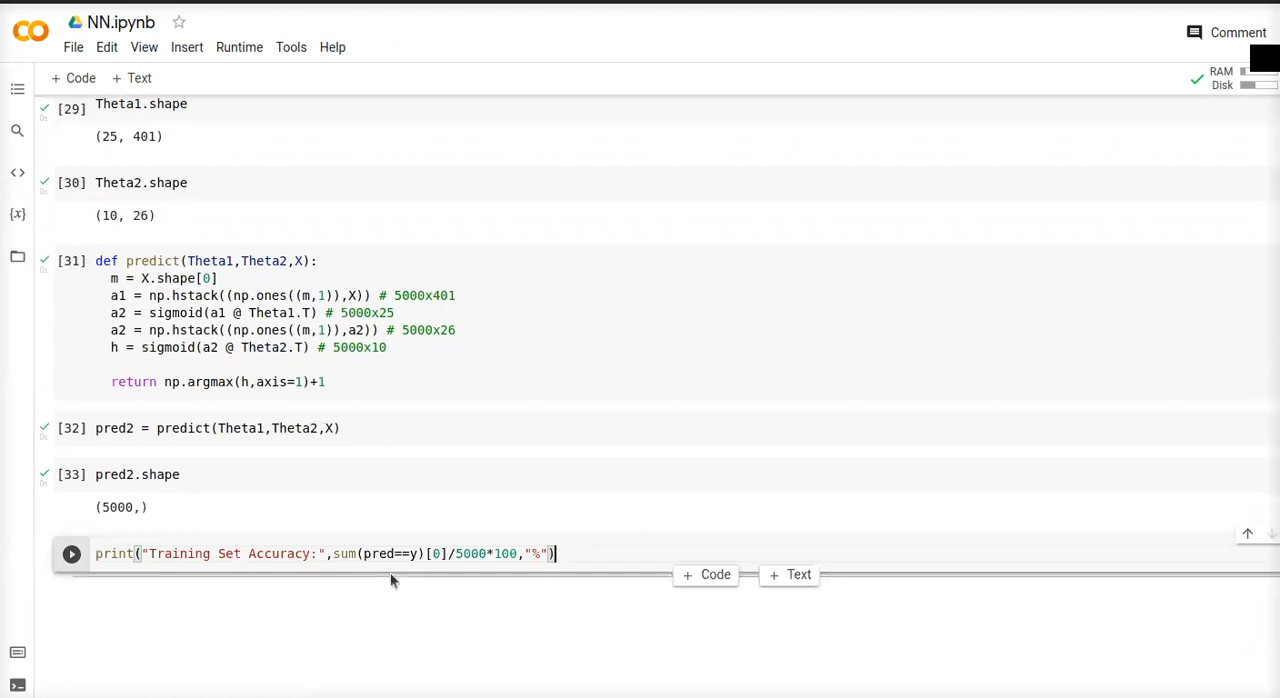 NN.ipynb
File Edit View Insert Runtime Tools Help
Comment
+ Code + Text
RAM
Disk
[29] Theta1.shape
(25, 401)
[30] Theta2.shape
(10, 26)
[31] def predict(Theta1,Theta2,X):
m = X.shape[0]
a1 = np.hstack((np.ones((m,1)),X)) # 5000x401
a2 = sigmoid(a1 @ Theta1.T) # 5000x25
a2 = np.hstack((np.ones((m,1)),a2)) # 5000x26
h = sigmoid(a2 @ Theta2.T) # 5000x10
return np.argmax(h,axis=1)+1
[32] pred2 = predict(Theta1,Theta2,X)
0s
[33] pred2.shape
0s
(5000,)
print("Training Set Accuracy:",sum(pred==y)[0]/5000*100,"%")
+ Code + Text